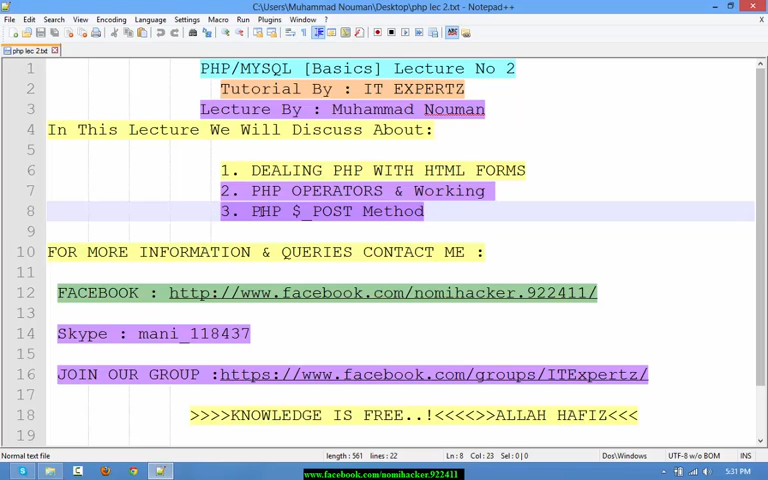 C:\Users\Muhammad Nouman\Desktop\php lec 2.txt - Notepad++
File Edit Search View Encoding Language Settings Macro Run Plugins Window ?
php lec 2.txt
1 PHP/MYSQL [Basics] Lecture No 2
2 Tutorial By : IT EXPERTZ
3 Lecture By : Muhammad Nouman
4 In This Lecture We Will Discuss About:
5
6 1. DEALING PHP WITH HTML FORMS
7 2. PHP OPERATORS & Working
8 3. PHP $_POST Method
9
10 FOR MORE INFORMATION & QUERIES CONTACT ME :
11
12 FACEBOOK : http://www.facebook.com/nomihacker.922411/
13
14 Skype : mani_118437
15
16 JOIN OUR GROUP :https://www.facebook.com/groups/ITExpertz/
17
18 >>>>KNOWLEDGE IS FREE..!<<<<>>ALLAH HAFIZ<<<
19
Normal text file length : 561 lines : 22 Ln : 8 Col : 23 Sel : 0 | 0 Dos\Windows UTF-8 w/o BOM INS
www.facebook.com/nomihacker.922411
5:31 PM